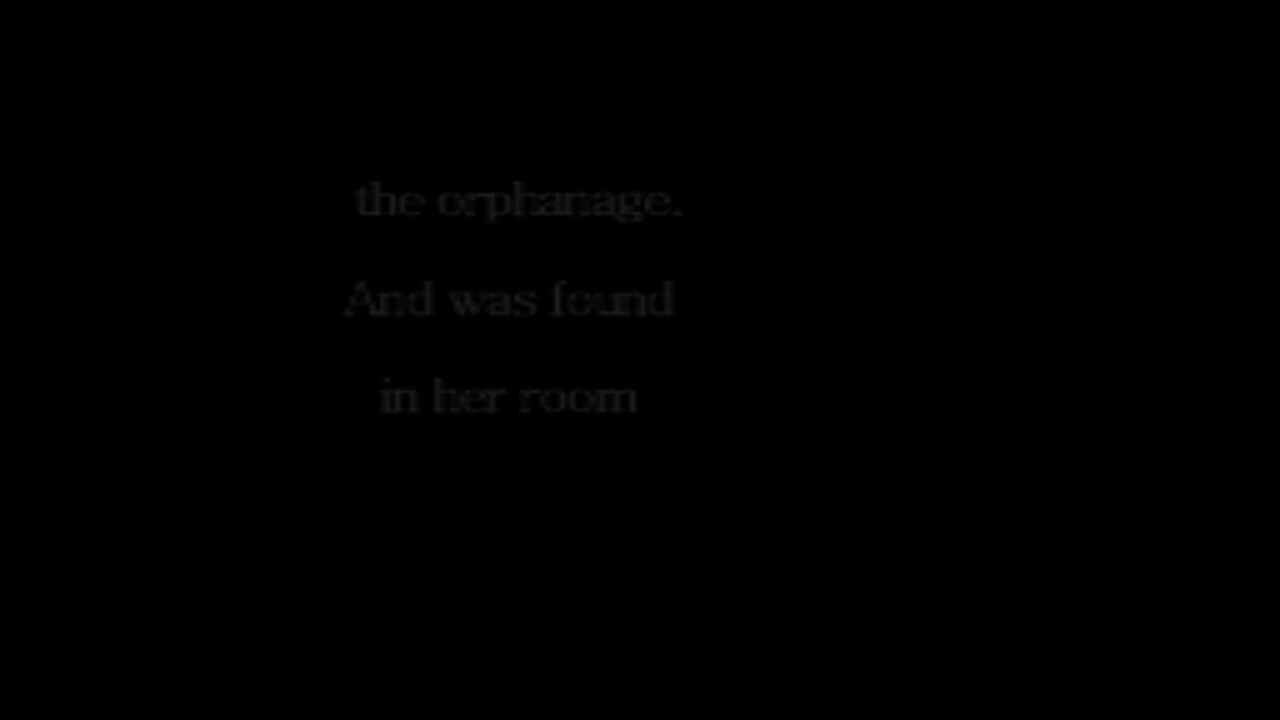 the orphanage.
And was found
in her room